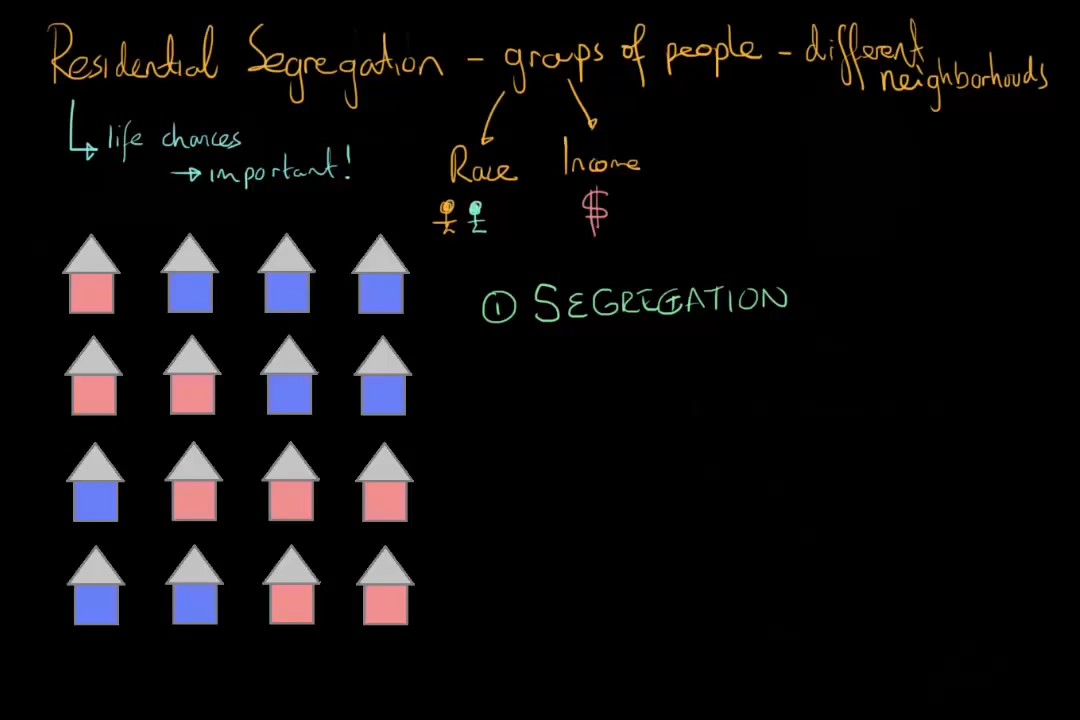 Residential Segregation - groups of people - different neighborhoods
life chances
→ important!
Race
Income
$
① SEGREGATION